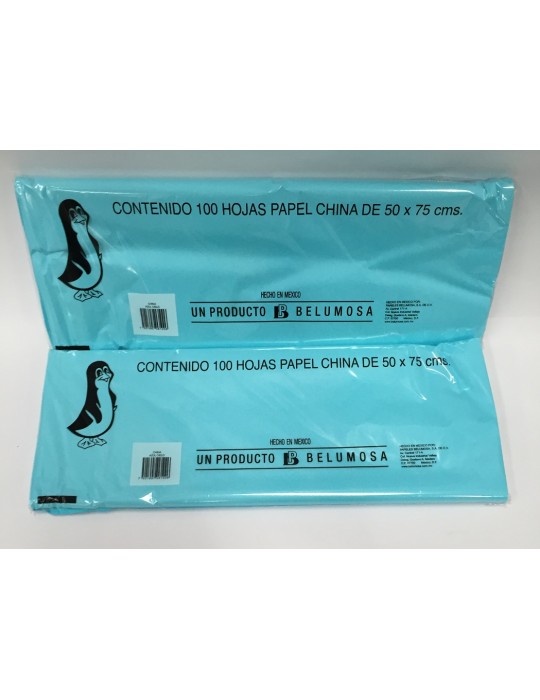 CONTENIDO 100 HOJAS PAPEL CHINA DE 50 x 75 cms.
HECHO EN MEXICO
UN PRODUCTO B BELUMOSA
CONTENIDO 100 HOJAS PAPEL CHINA DE 50 x 75 cms.
HECHO EN MEXICO
UN PRODUCTO B BELUMOSA